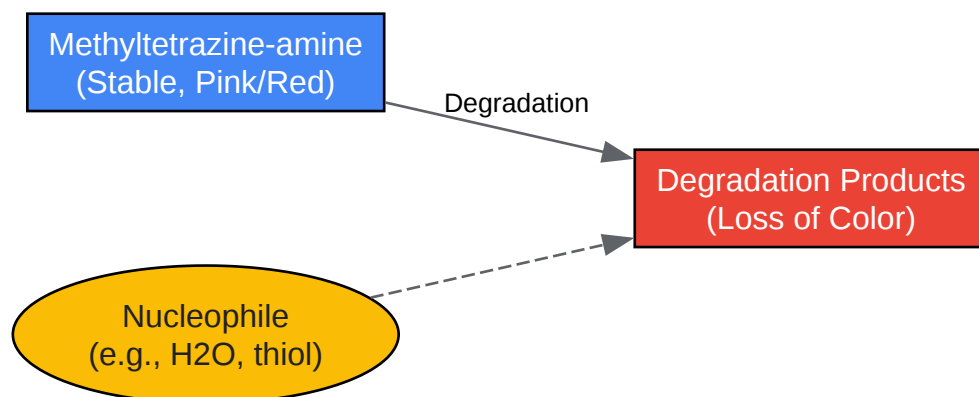 Methyltetrazine-amine
(Stable, Pink/Red)
Degradation
Degradation Products
(Loss of Color)
Nucleophile
(e.g., H2O, thiol)